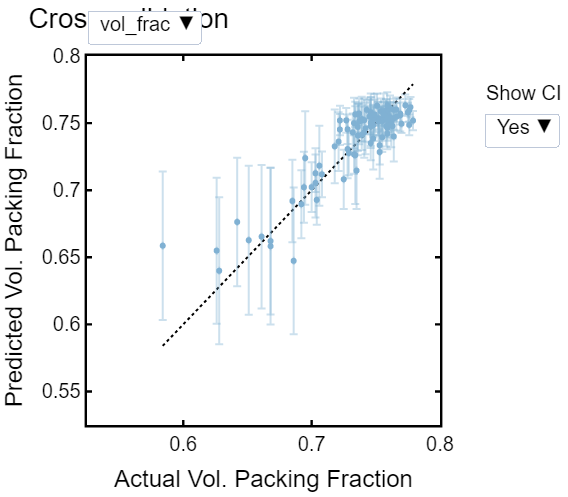 Cros
vol_frac ▼
on
0.8
0.75
0.7
0.65
0.6
0.55
Predicted Vol. Packing Fraction
0.6
0.7
0.8
Actual Vol. Packing Fraction
Show CI
Yes ▼